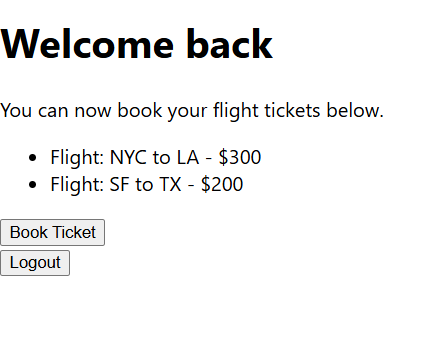 Welcome back
You can now book your flight tickets below.
Flight: NYC to LA - $300
Flight: SF to TX - $200
Book Ticket
Logout